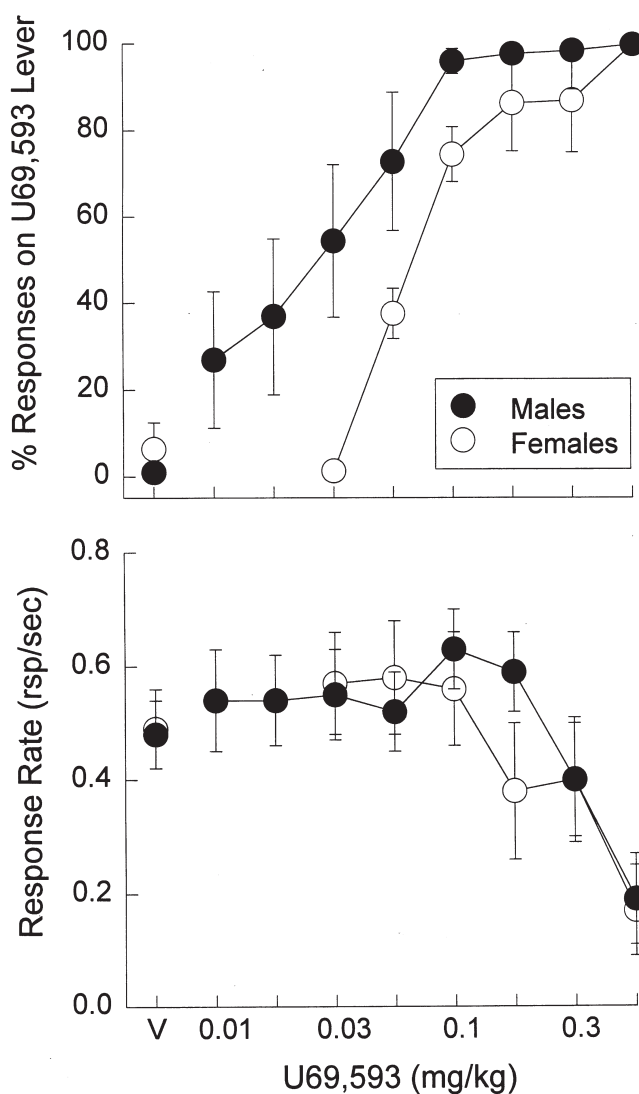 % Responses on U69,593 Lever
100
80
60
40
20
0
Males
Females
Response Rate (rsp/sec)
0.8
0.6
0.4
0.2
0.0
V 0.01 0.03 0.1 0.3
U69,593 (mg/kg)